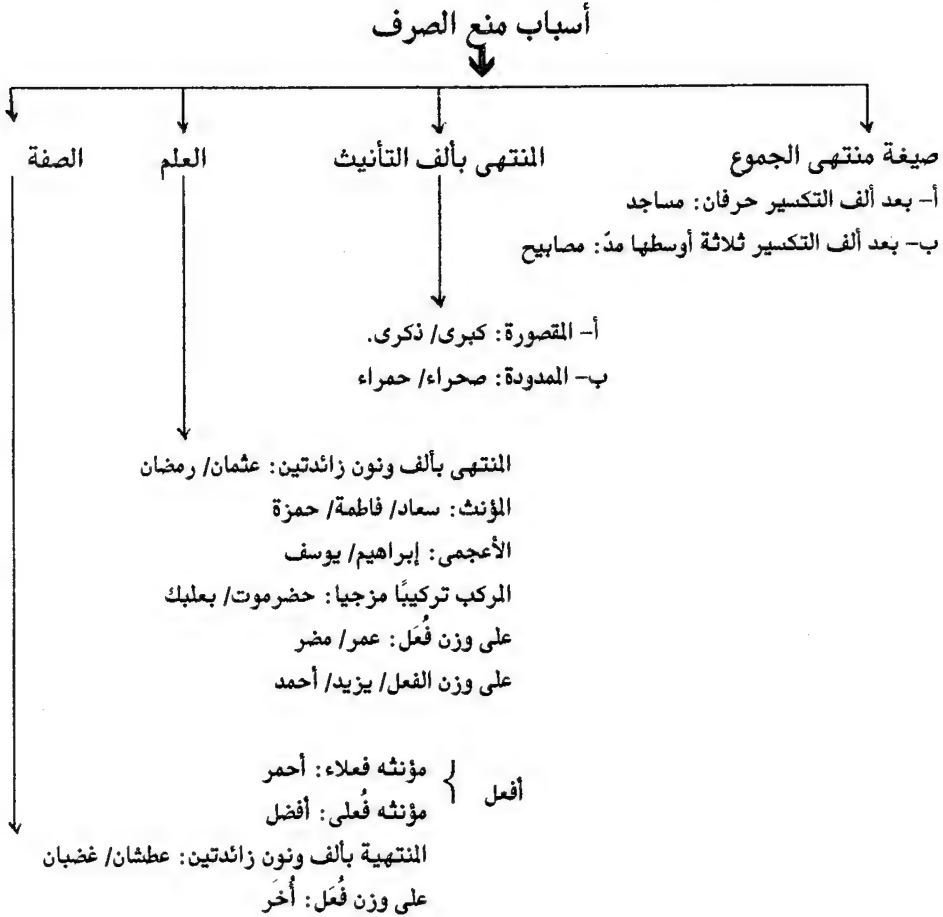 أسباب منع الصرف
صيغة منتهى الجموع
أ– بعد ألف التكسير حرفان: مساجد
ب– بعد ألف التكسير ثلاثة أوسطها مدّ: مصابيح
المنتهى بألف التأنيث
أ– المقصورة: كبرى/ ذكرى.
ب– الممدودة: صحراء/ حمراء
العلم
المنتهى بألف ونون زائدتين: عثمان/ رمضان
المؤنث: سعاد/ فاطمة/ حمزة
الأعجمى: إبراهيم/ يوسف
المركب تركيبًا مزجيا: حضرموت/ بعلبك
على وزن فُعَل: عمر/ مضر
على وزن الفعل/ يزيد/ أحمد
الصفة
أفعل { مؤنثه فعلاء: أحمر
مؤنثه فُعلى: أفضل
المنتهية بألف ونون زائدتين: عطشان/ غضبان
على وزن فُعَل: أُخَر